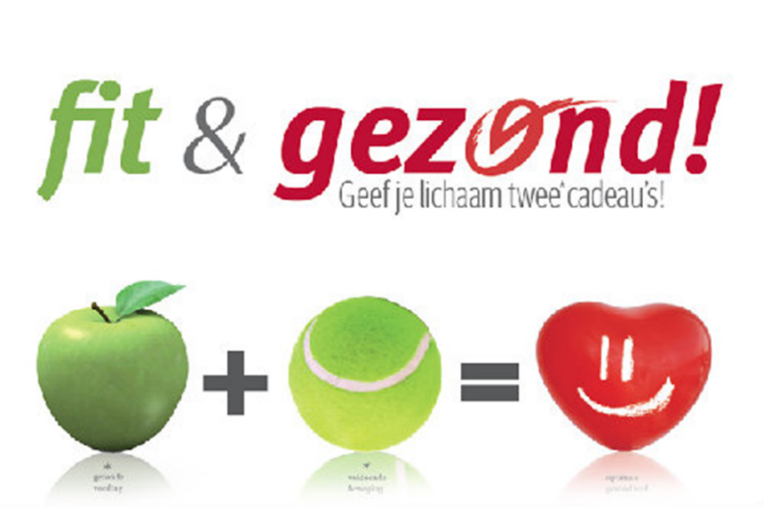 fit & gezond!
Geef je lichaam twee* cadeau's!
+ =